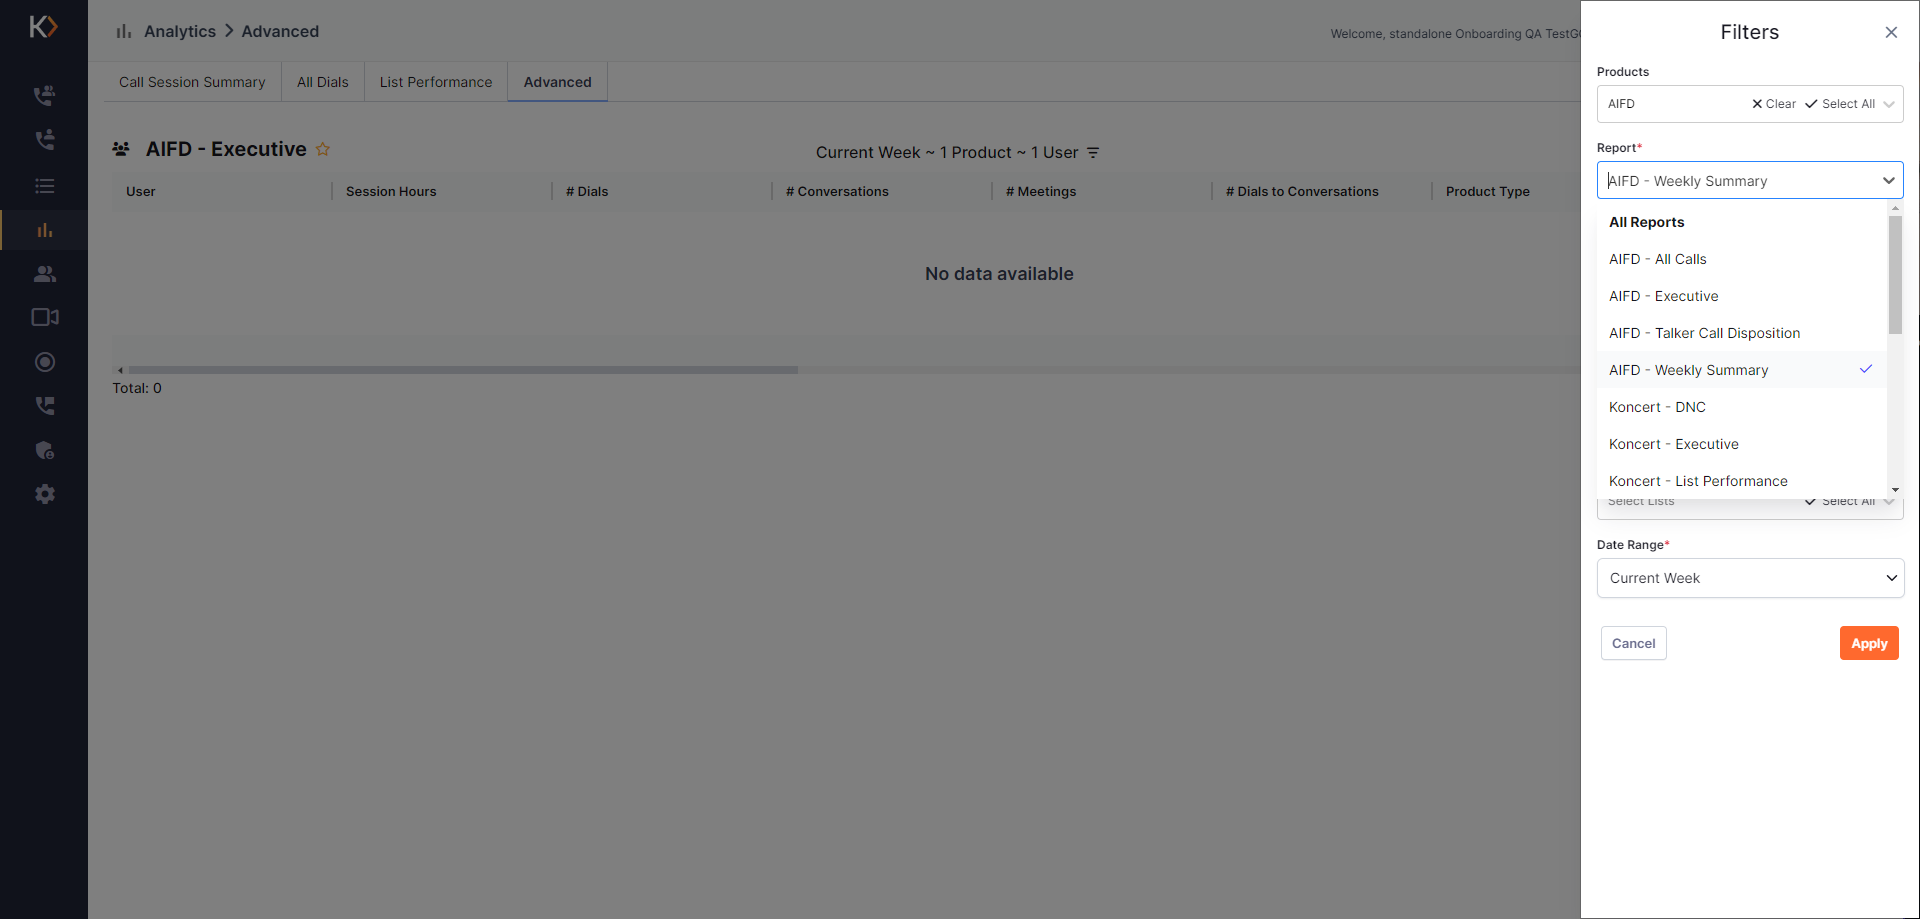 Analytics > Advanced
Welcome, standalone Onboarding QA TestG
Call Session Summary
All Dials
List Performance
Advanced
AIFD - Executive
Current Week ~ 1 Product ~ 1 User
User
Session Hours
# Dials
# Conversations
# Meetings
# Dials to Conversations
Product Type
No data available
Total: 0
Filters
Products
AIFD
Clear
Select All
Report*
AIFD - Weekly Summary
All Reports
AIFD - All Calls
AIFD - Executive
AIFD - Talker Call Disposition
AIFD - Weekly Summary
Koncert - DNC
Koncert - Executive
Koncert - List Performance
Select Lists
Select All
Date Range*
Current Week
Cancel
Apply